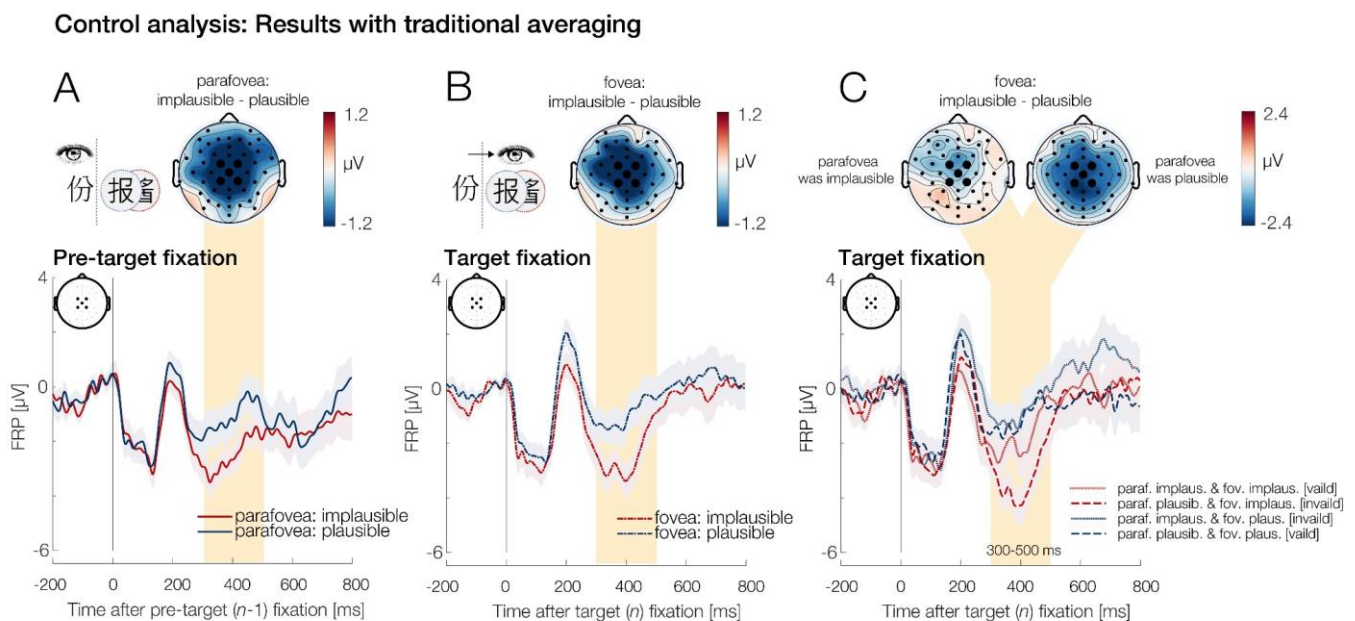 Control analysis: Results with traditional averaging
A
parafovea:
implausible - plausible
1.2
µV
-1.2
份
报
Pre-target fixation
4
0
-6
FRP [µV]
parafovea: implausible
parafovea: plausible
-200 0 200 400 600 800
Time after pre-target (n-1) fixation [ms]
B
fovea:
implausible - plausible
1.2
µV
-1.2
份
报
Target fixation
4
0
-6
FRP [µV]
fovea: implausible
fovea: plausible
-200 0 200 400 600 800
Time after target (n) fixation [ms]
C
fovea:
implausible - plausible
parafovea
was implausible
parafovea
was plausible
2.4
µV
-2.4
Target fixation
4
0
-6
FRP [µV]
paraf. implaus. & fov. implaus. [vaild]
paraf. plausib. & fov. implaus. [invaild]
paraf. implaus. & fov. plaus. [invaild]
paraf. plausib. & fov. plaus. [vaild]
300-500 ms
-200 0 200 400 600 800
Time after target (n) fixation [ms]